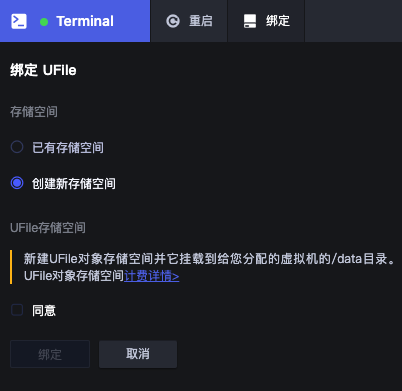 Terminal 重启 绑定
绑定 UFile
存储空间
已有存储空间
创建新存储空间
UFile存储空间
新建UFile对象存储空间并它挂载到给您分配的虚拟机的/data目录。
UFile对象存储空间计费详情>
同意
绑定 取消